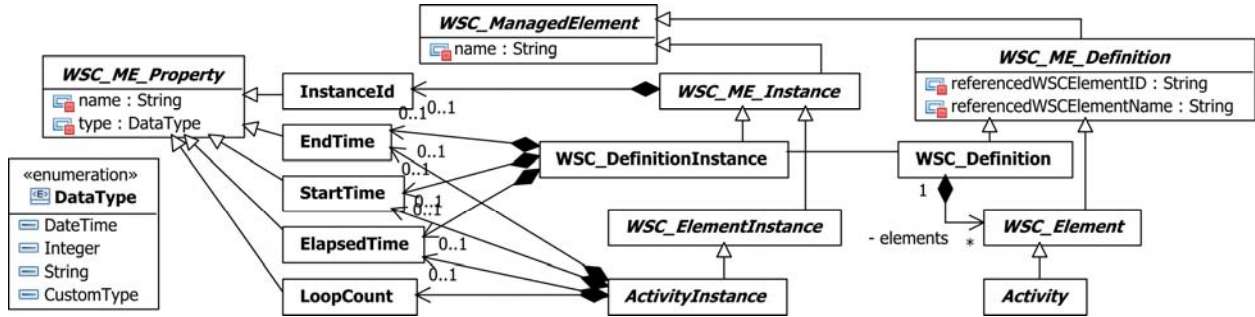 WSC_ManagedElement
name : String
WSC_ME_Property
name : String
type : DataType
InstanceId
0..1
0..1
WSC_ME_Instance
WSC_ME_Definition
referencedWSCElementID : String
referencedWSCElementName : String
EndTime
0..1
WSC_DefinitionInstance
WSC_Definition
1
«enumeration»
DataType
DateTime
Integer
String
CustomType
StartTime
0..1
0..1
0..1
WSC_ElementInstance
- elements
*
WSC_Element
ElapsedTime
0..1
0..1
LoopCount
ActivityInstance
Activity